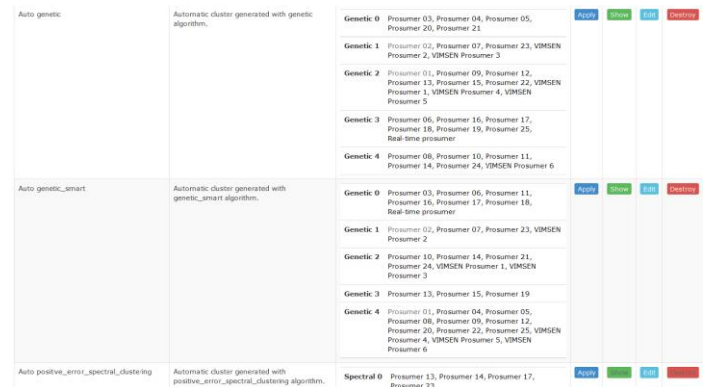 Auto genetic
Automatic cluster generated with genetic
algorithm.
Genetic 0 Prosumer 03, Prosumer 04, Prosumer 05,
Prosumer 20, Prosumer 21
Genetic 1 Prosumer 02, Prosumer 07, Prosumer 23, VIMSEN
Prosumer 2, VIMSEN Prosumer 3
Genetic 2 Prosumer 01, Prosumer 09, Prosumer 12,
Prosumer 13, Prosumer 15, Prosumer 22, VIMSEN
Prosumer 1, VIMSEN Prosumer 4, VIMSEN
Prosumer 5
Genetic 3 Prosumer 06, Prosumer 16, Prosumer 17,
Prosumer 18, Prosumer 19, Prosumer 25,
Real-time prosumer
Genetic 4 Prosumer 08, Prosumer 10, Prosumer 11,
Prosumer 14, Prosumer 24, VIMSEN Prosumer 6
Apply Show Edit Destroy
Auto genetic_smart
Automatic cluster generated with
genetic_smart algorithm.
Genetic 0 Prosumer 03, Prosumer 06, Prosumer 11,
Prosumer 16, Prosumer 17, Prosumer 18,
Real-time prosumer
Genetic 1 Prosumer 02, Prosumer 07, Prosumer 23, VIMSEN
Prosumer 2
Genetic 2 Prosumer 10, Prosumer 14, Prosumer 21,
Prosumer 24, VIMSEN Prosumer 1, VIMSEN
Prosumer 3
Genetic 3 Prosumer 13, Prosumer 15, Prosumer 19
Genetic 4 Prosumer 01, Prosumer 04, Prosumer 05,
Prosumer 08, Prosumer 09, Prosumer 12,
Prosumer 20, Prosumer 22, Prosumer 25, VIMSEN
Prosumer 4, VIMSEN Prosumer 5, VIMSEN
Prosumer 6
Apply Show Edit Destroy
Auto positve_error_spectral_clustering
Automatic cluster generated with
positive_error_spectral_clustering algorithm.
Spectral 0 Prosumer 13, Prosumer 14, Prosumer 17,
Prosumer 23
Apply Show Edit Destroy